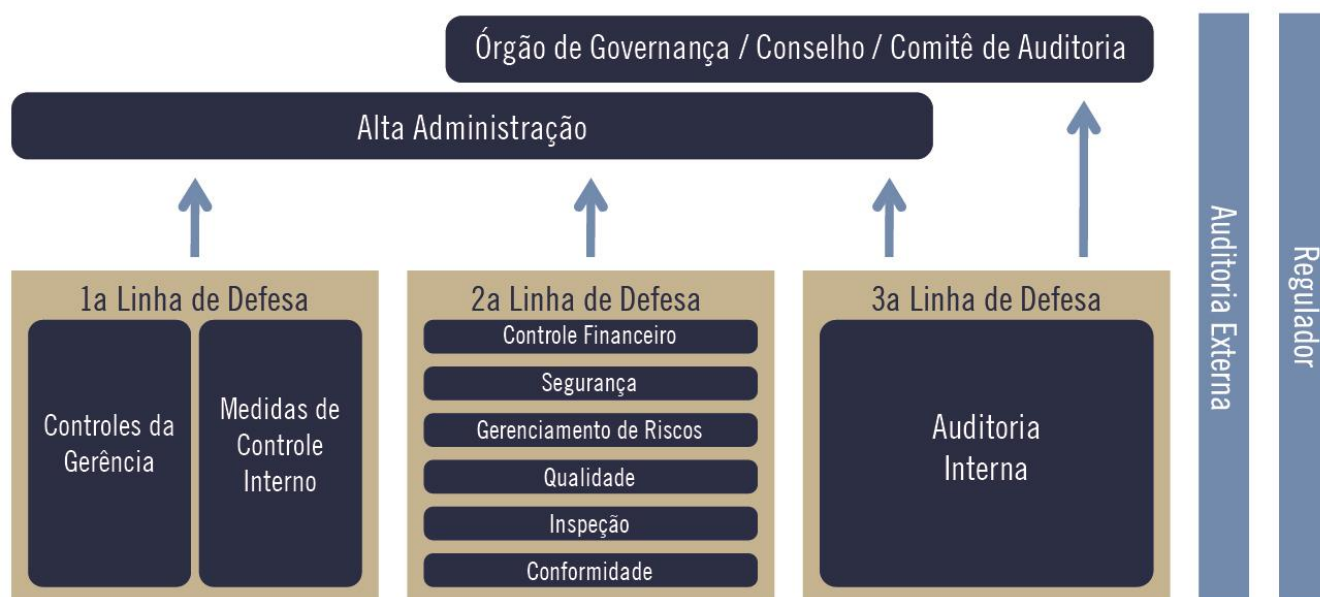 Órgão de Governança / Conselho / Comitê de Auditoria
Alta Administração
1a Linha de Defesa
Controles da
Gerência
Medidas de
Controle
Interno
2a Linha de Defesa
Controle Financeiro
Segurança
Gerenciamento de Riscos
Qualidade
Inspeção
Conformidade
3a Linha de Defesa
Auditoria
Interna
Auditoria Externa
Regulador